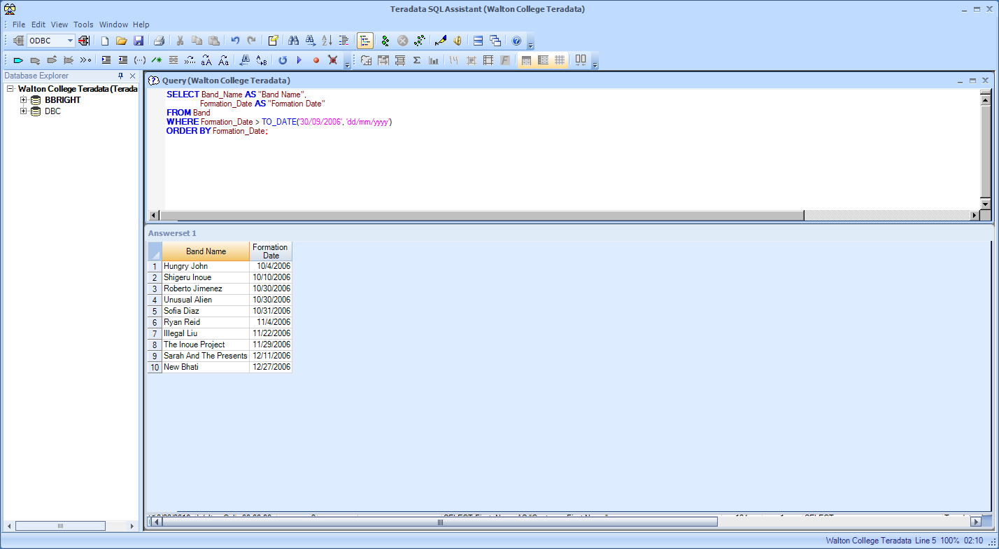 Teradata SQL Assistant (Walton College Teradata)
File Edit View Tools Window Help
ODBC
Database Explorer
Walton College Teradata (Terada
BBRIGHT
DBC
Query (Walton College Teradata)
SELECT Band_Name AS "Band Name",
Formation_Date AS "Formation Date"
FROM Band
WHERE Formation_Date > TO_DATE('30/09/2006', 'dd/mm/yyyy')
ORDER BY Formation_Date;
Answerset 1
Band Name Formation
Date
1 Hungry John 10/4/2006
2 Shigeru Inoue 10/10/2006
3 Roberto Jimenez 10/30/2006
4 Unusual Alien 10/30/2006
5 Sofia Diaz 10/31/2006
6 Ryan Reid 11/4/2006
7 Illegal Liu 11/22/2006
8 The Inoue Project 11/29/2006
9 Sarah And The Presents 12/11/2006
10 New Bhati 12/27/2006
Walton College Teradata Line 5 100% 02:10